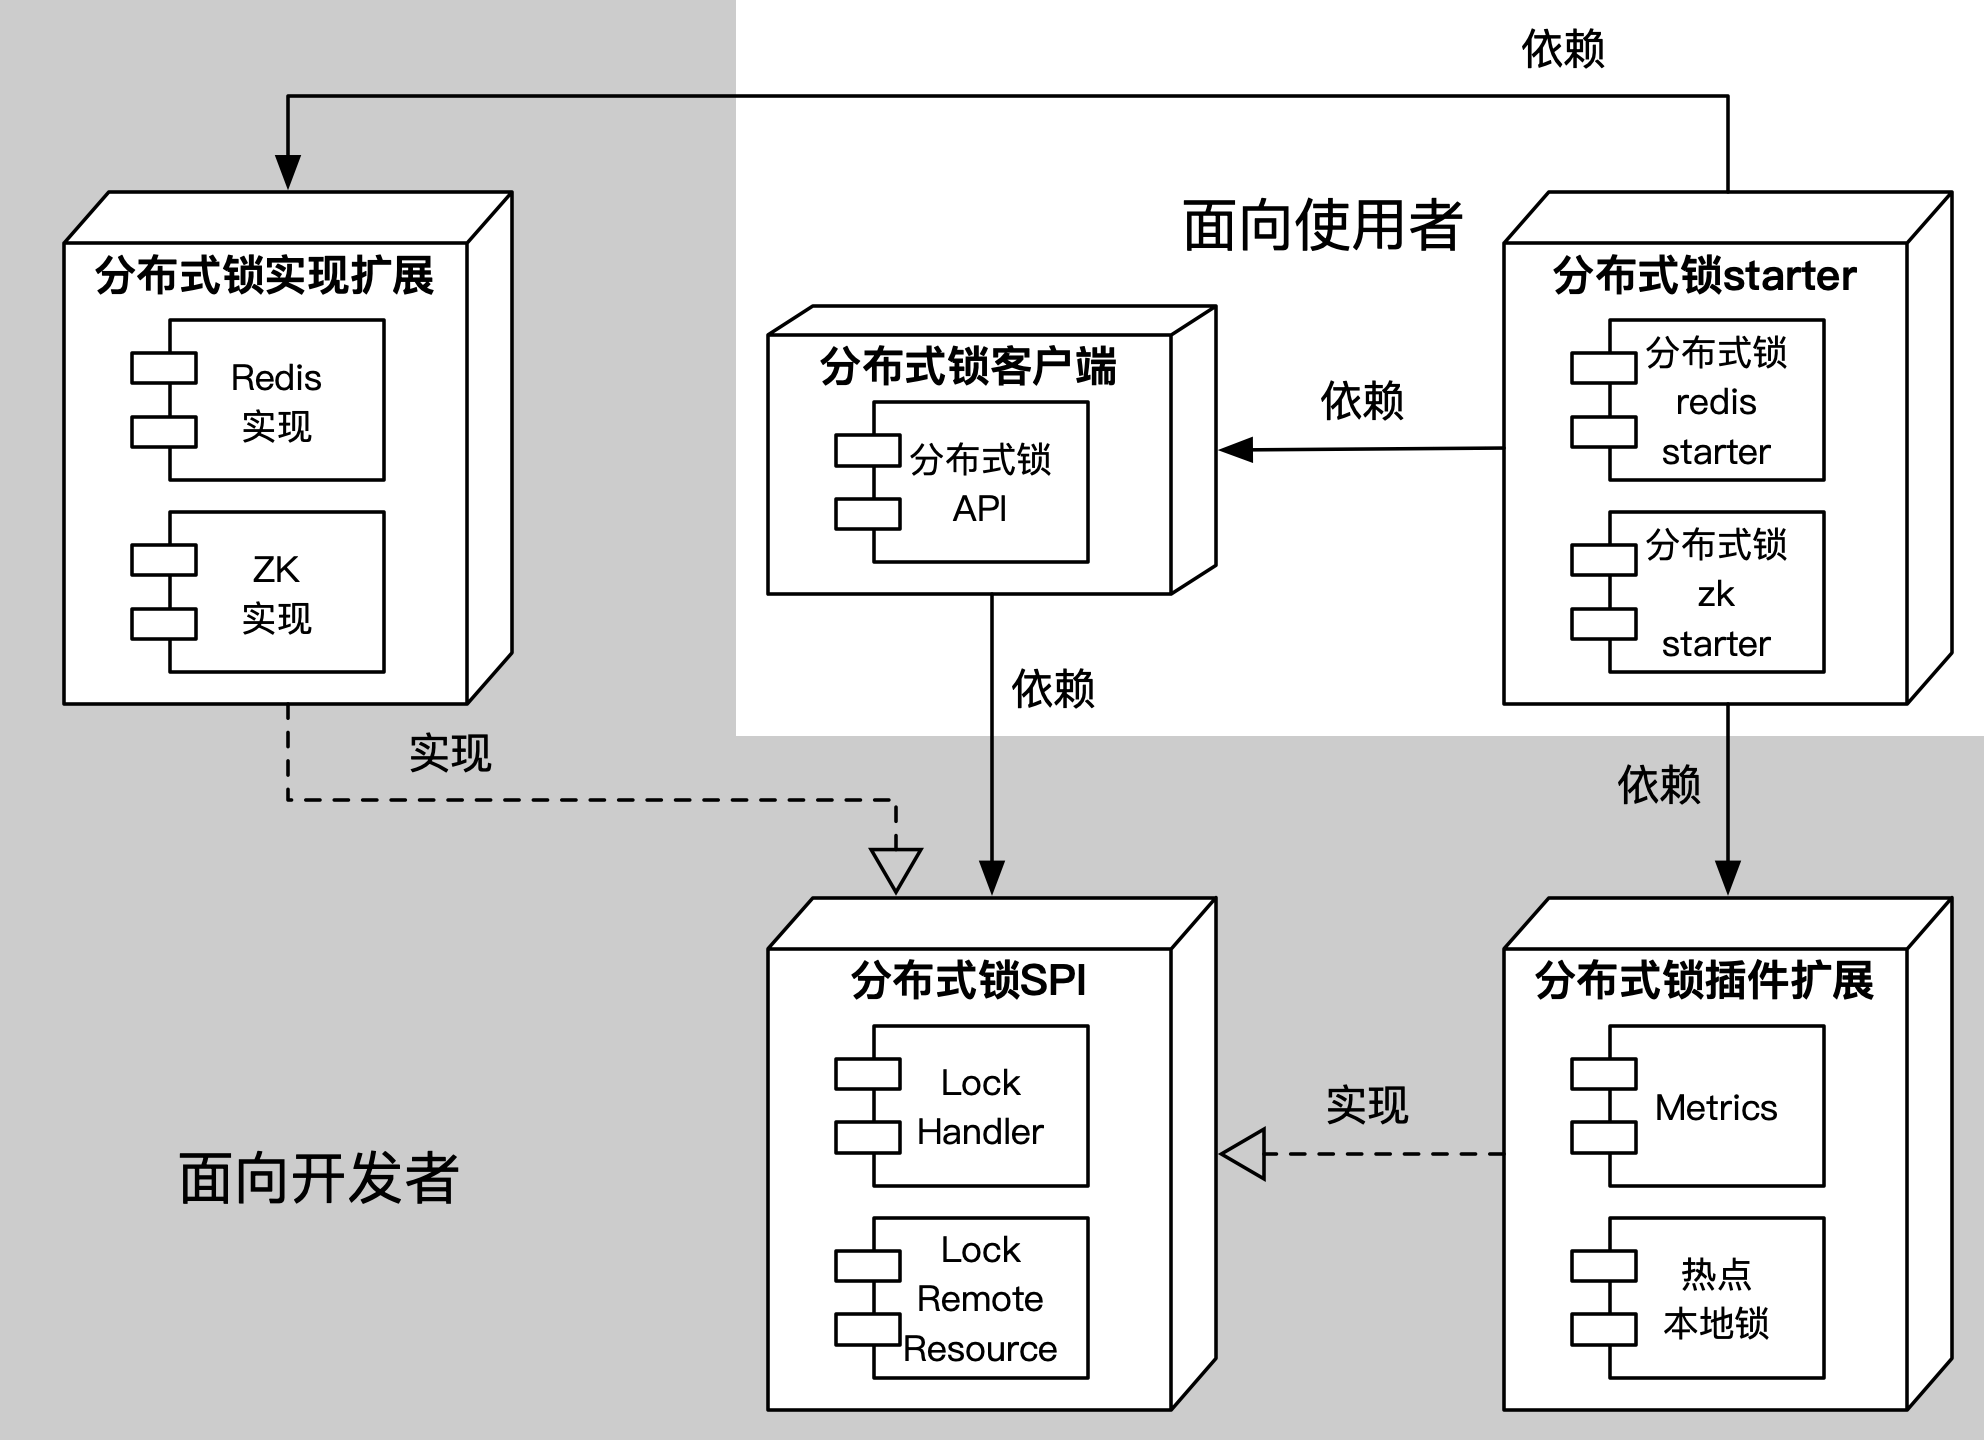 依赖
面向使用者
分布式锁实现扩展
Redis
实现
ZK
实现
分布式锁客户端
分布式锁
API
依赖
分布式锁starter
分布式锁
redis
starter
分布式锁
zk
starter
实现
依赖
依赖
面向开发者
分布式锁SPI
Lock
Handler
Lock
Remote
Resource
实现
分布式锁插件扩展
Metrics
热点
本地锁